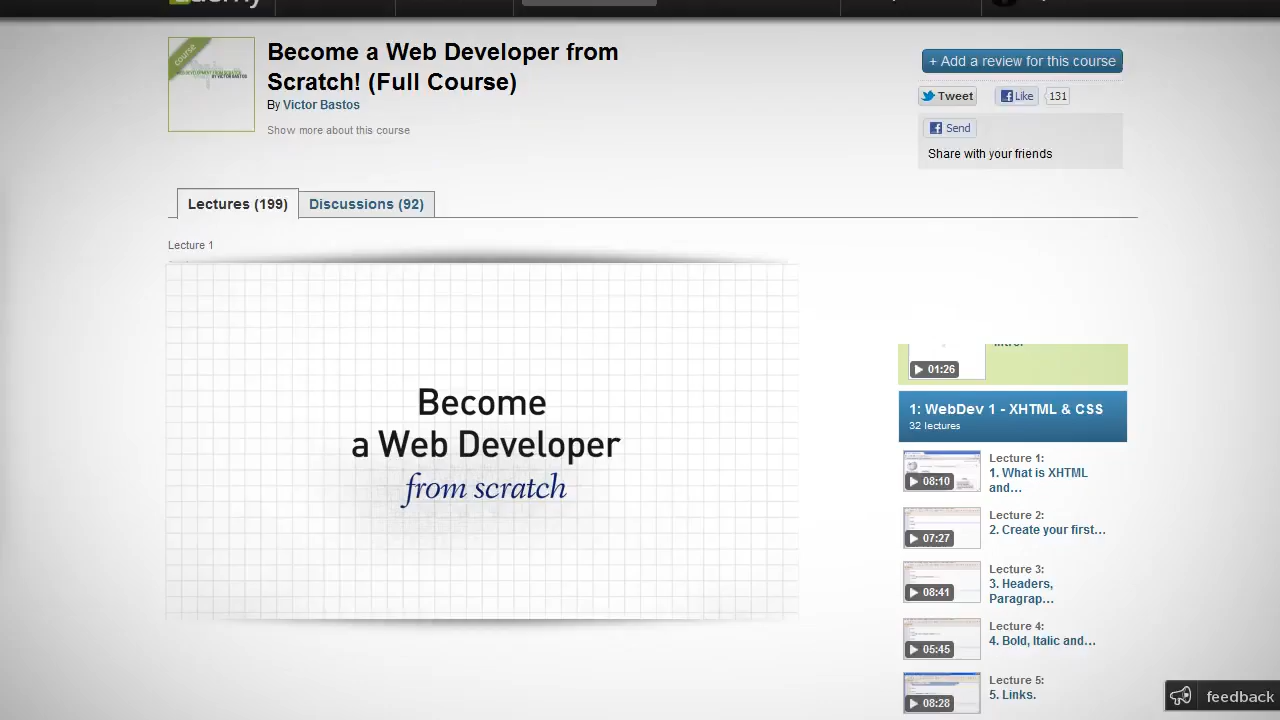 Become a Web Developer from
Scratch! (Full Course)
By Victor Bastos
Show more about this course
+ Add a review for this course
Tweet
Like 131
Send
Share with your friends
course
Lectures (199)
Discussions (92)
Lecture 1
Become
a Web Developer
from scratch
01:26
1: WebDev 1 - XHTML & CSS
32 lectures
Lecture 1:
1. What is XHTML
and...
08:10
Lecture 2:
2. Create your first...
07:27
Lecture 3:
3. Headers,
Paragrap...
08:41
Lecture 4:
4. Bold, Italic and...
05:45
Lecture 5:
5. Links.
08:28
feedback